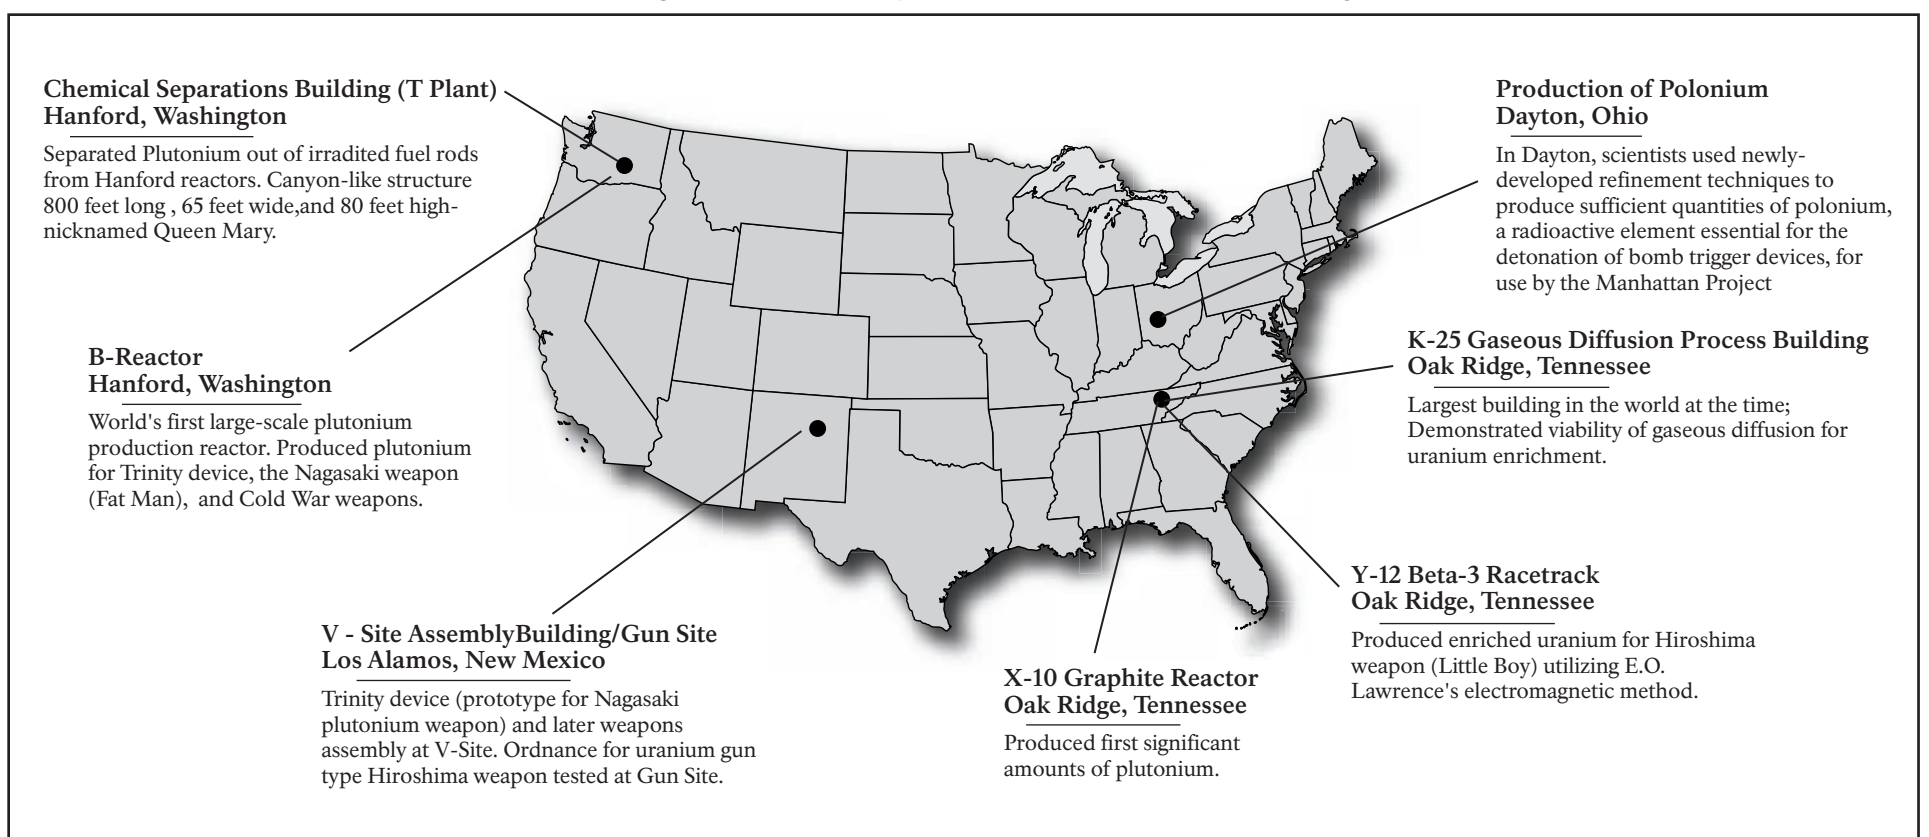 Chemical Separations Building (T Plant)
Hanford, Washington
Separated Plutonium out of irradited fuel rods
from Hanford reactors. Canyon-like structure
800 feet long , 65 feet wide,and 80 feet high-
nicknamed Queen Mary.
B-Reactor
Hanford, Washington
World's first large-scale plutonium
production reactor. Produced plutonium
for Trinity device, the Nagasaki weapon
(Fat Man),  and Cold War weapons.
V - Site AssemblyBuilding/Gun Site
Los Alamos, New Mexico
Trinity device (prototype for Nagasaki
plutonium weapon) and later weapons
assembly at V-Site. Ordnance for uranium gun
type Hiroshima weapon tested at Gun Site.
X-10 Graphite Reactor
Oak Ridge, Tennessee
Produced first significant
amounts of plutonium.
Y-12 Beta-3 Racetrack
Oak Ridge, Tennessee
Produced enriched uranium for Hiroshima
weapon (Little Boy) utilizing E.O.
Lawrence's electromagnetic method.
K-25 Gaseous Diffusion Process Building
Oak Ridge, Tennessee
Largest building in the world at the time;
Demonstrated viability of gaseous diffusion for
uranium enrichment.
Production of Polonium
Dayton, Ohio
In Dayton, scientists used newly-
developed refinement techniques to
produce sufficient quantities of polonium,
a radioactive element essential for the
detonation of bomb trigger devices, for
use by the Manhattan Project